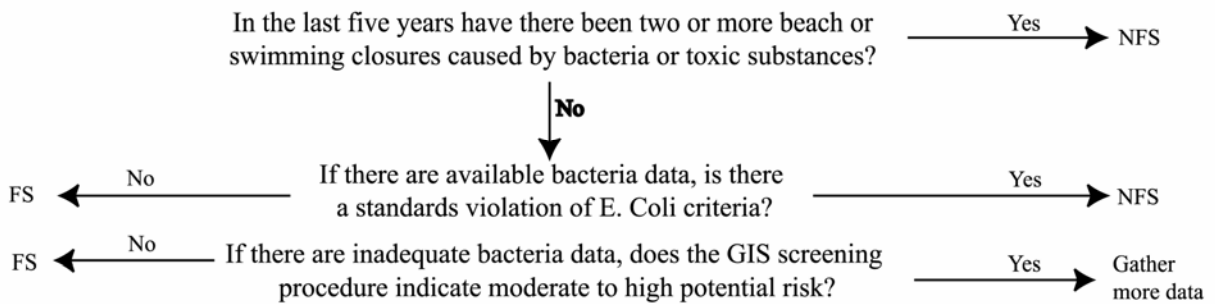 In the last five years have there been two or more beach or
swimming closures caused by bacteria or toxic substances?
Yes
NFS
No
FS
No
If there are available bacteria data, is there
a standards violation of E. Coli criteria?
Yes
NFS
FS
No
If there are inadequate bacteria data, does the GIS screening
procedure indicate moderate to high potential risk?
Yes
Gather
more data